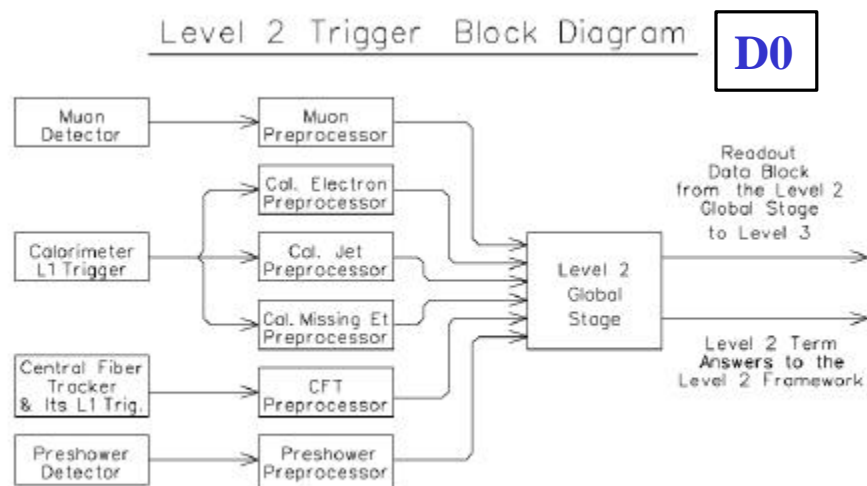 Level 2 Trigger Block Diagram
D0
Muon
Detector
Muon
Preprocessor
Cal. Electron
Preprocessor
Calorimeter
L1 Trigger
Cal. Jet
Preprocessor
Cal. Missing Et
Preprocessor
Central Fiber
Tracker
& Its L1 Trig.
CFT
Preprocessor
Preshower
Detector
Preshower
Preprocessor
Level 2
Global
Stage
Readout
Data Block
from the Level 2
Global Stage
to Level 3
Level 2 Term
Answers to the
Level 2 Framework